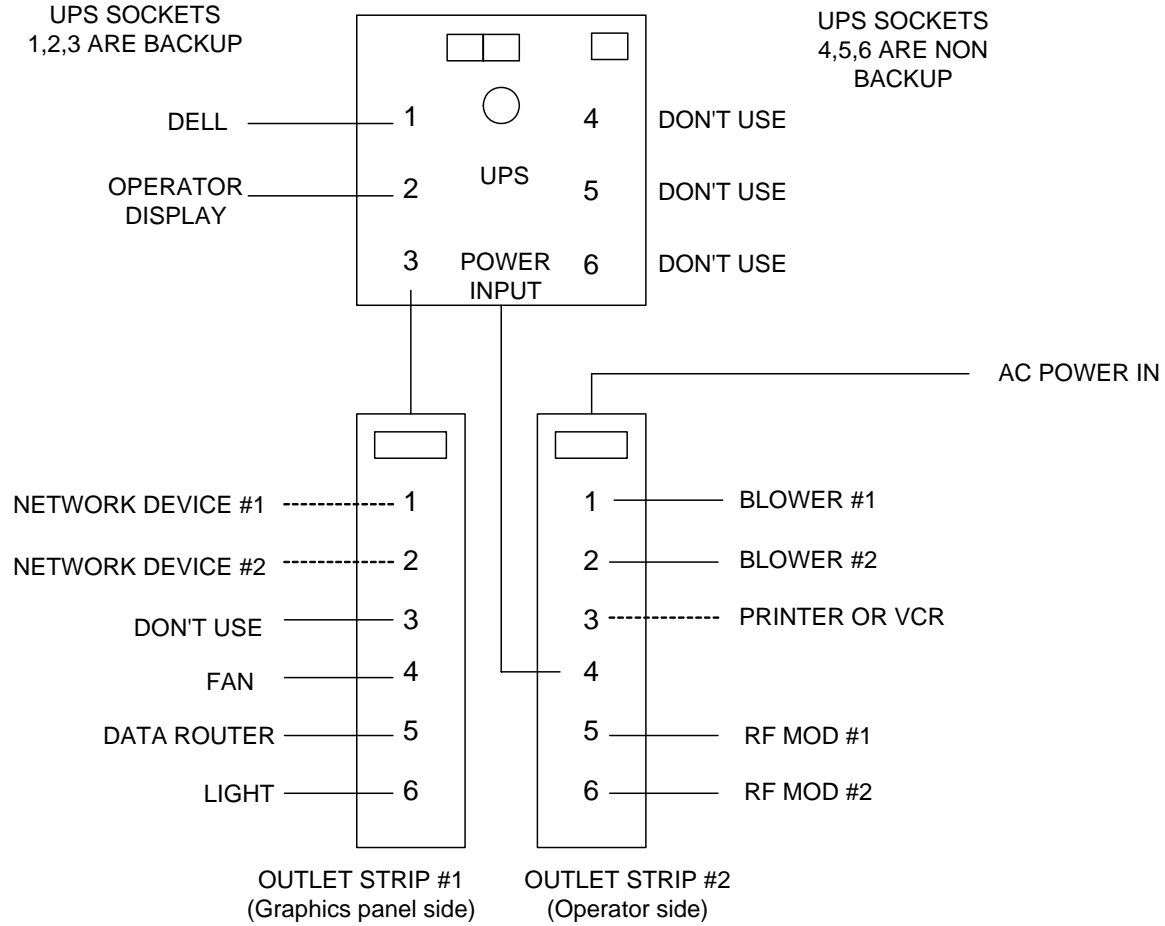 UPS SOCKETS
1,2,3 ARE BACKUP
UPS SOCKETS
4,5,6 ARE NON
BACKUP
DELL
1
4
DON'T USE
OPERATOR
DISPLAY
2
UPS
5
DON'T USE
3
POWER
INPUT
6
DON'T USE
AC POWER IN
NETWORK DEVICE #1
1
NETWORK DEVICE #2
2
DON'T USE
3
FAN
4
DATA ROUTER
5
LIGHT
6
OUTLET STRIP #1
(Graphics panel side)
1
BLOWER #1
2
BLOWER #2
3
PRINTER OR VCR
4
5
RF MOD #1
6
RF MOD #2
OUTLET STRIP #2
(Operator side)